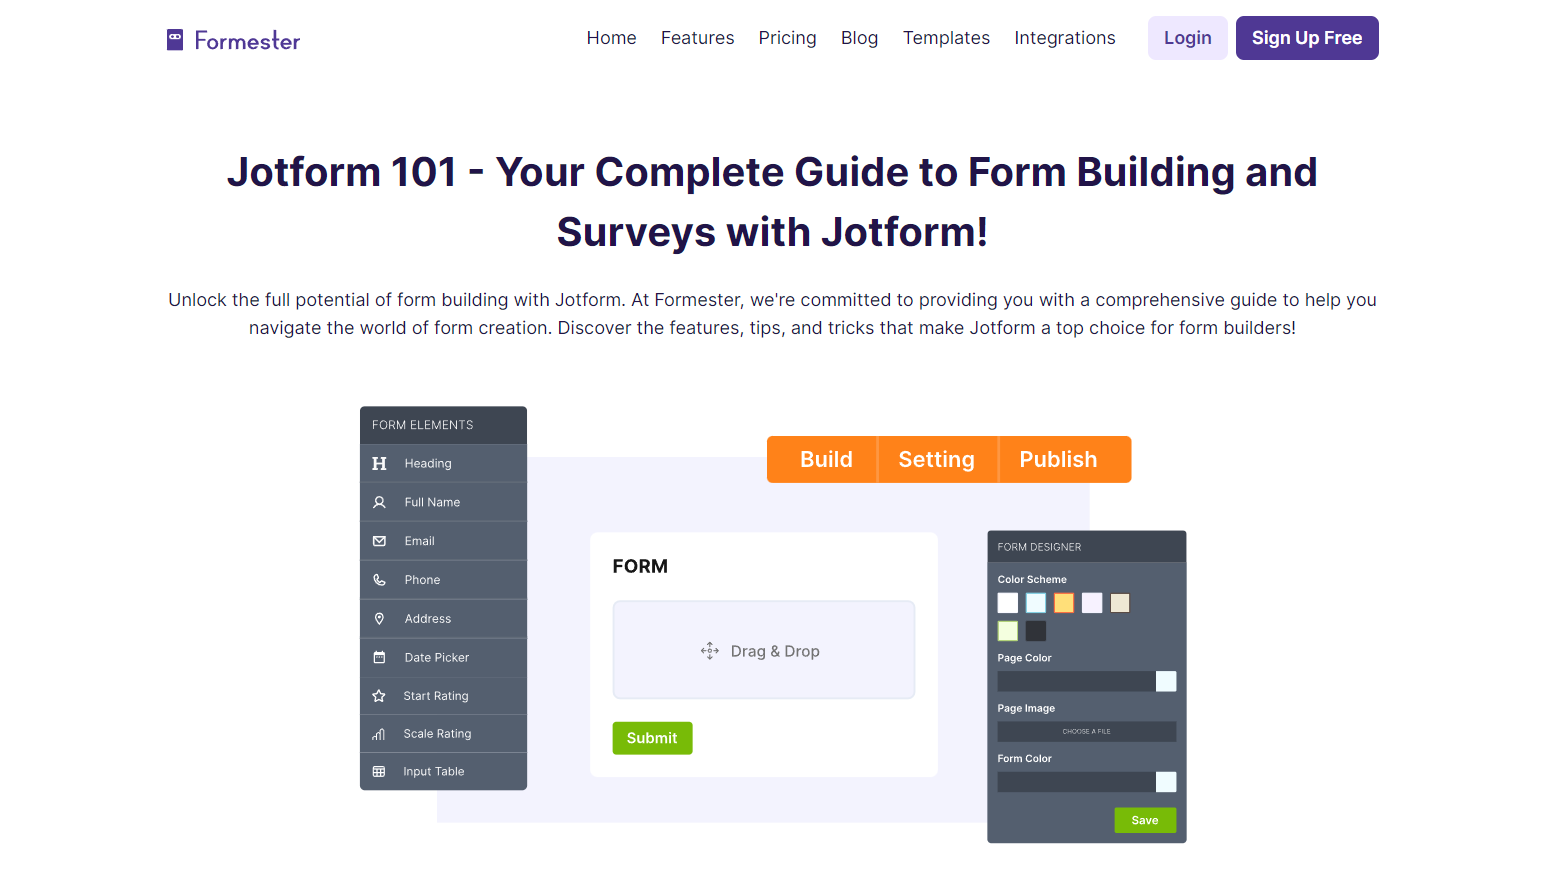 Formester
Home Features Pricing Blog Templates Integrations Login Sign Up Free
Jotform 101 - Your Complete Guide to Form Building and
Surveys with Jotform!
Unlock the full potential of form building with Jotform. At Formester, we're committed to providing you with a comprehensive guide to help you
navigate the world of form creation. Discover the features, tips, and tricks that make Jotform a top choice for form builders!
FORM ELEMENTS
Heading
Full Name
Email
Phone
Address
Date Picker
Start Rating
Scale Rating
Input Table
Build Setting Publish
FORM
Drag & Drop
Submit
FORM DESIGNER
Color Scheme
Page Color
Page Image
CHOOSE A FILE
Form Color
Save